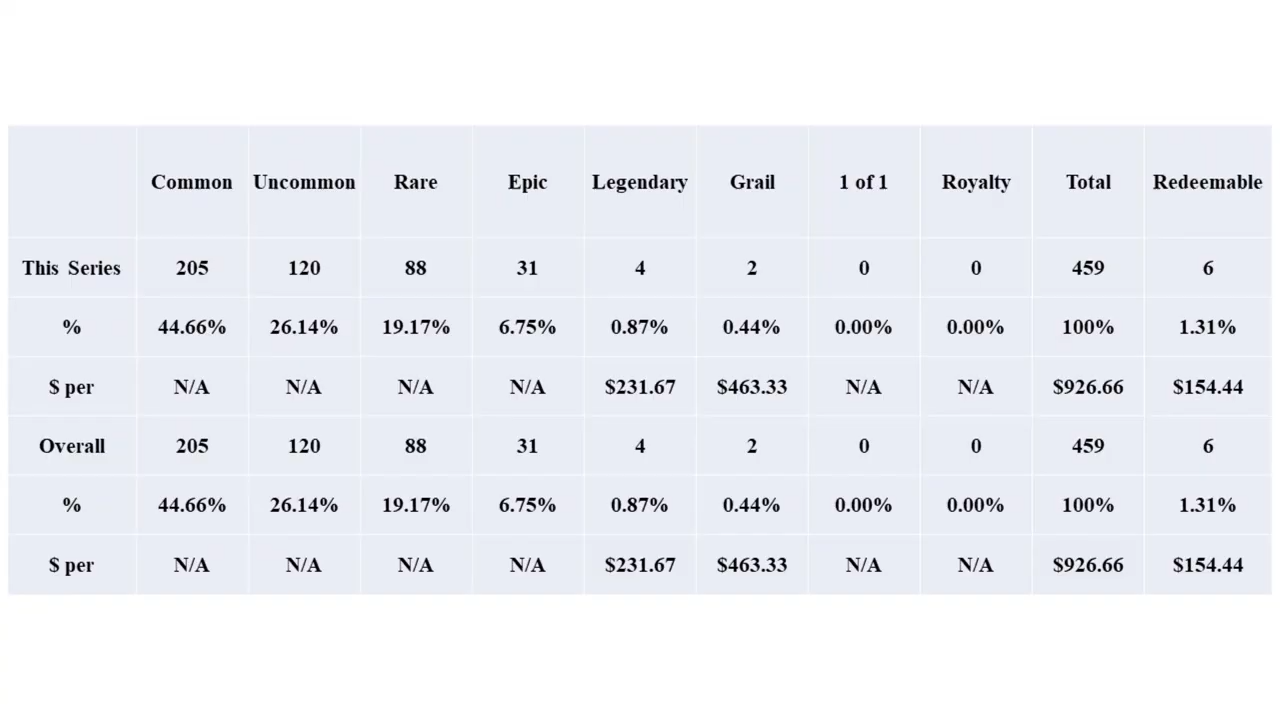 Common Uncommon Rare Epic Legendary Grail 1 of 1 Royalty Total Redeemable
This Series 205 120 88 31 4 2 0 0 459 6
% 44.66% 26.14% 19.17% 6.75% 0.87% 0.44% 0.00% 0.00% 100% 1.31%
$ per N/A N/A N/A N/A $231.67 $463.33 N/A N/A $926.66 $154.44
Overall 205 120 88 31 4 2 0 0 459 6
% 44.66% 26.14% 19.17% 6.75% 0.87% 0.44% 0.00% 0.00% 100% 1.31%
$ per N/A N/A N/A N/A $231.67 $463.33 N/A N/A $926.66 $154.44